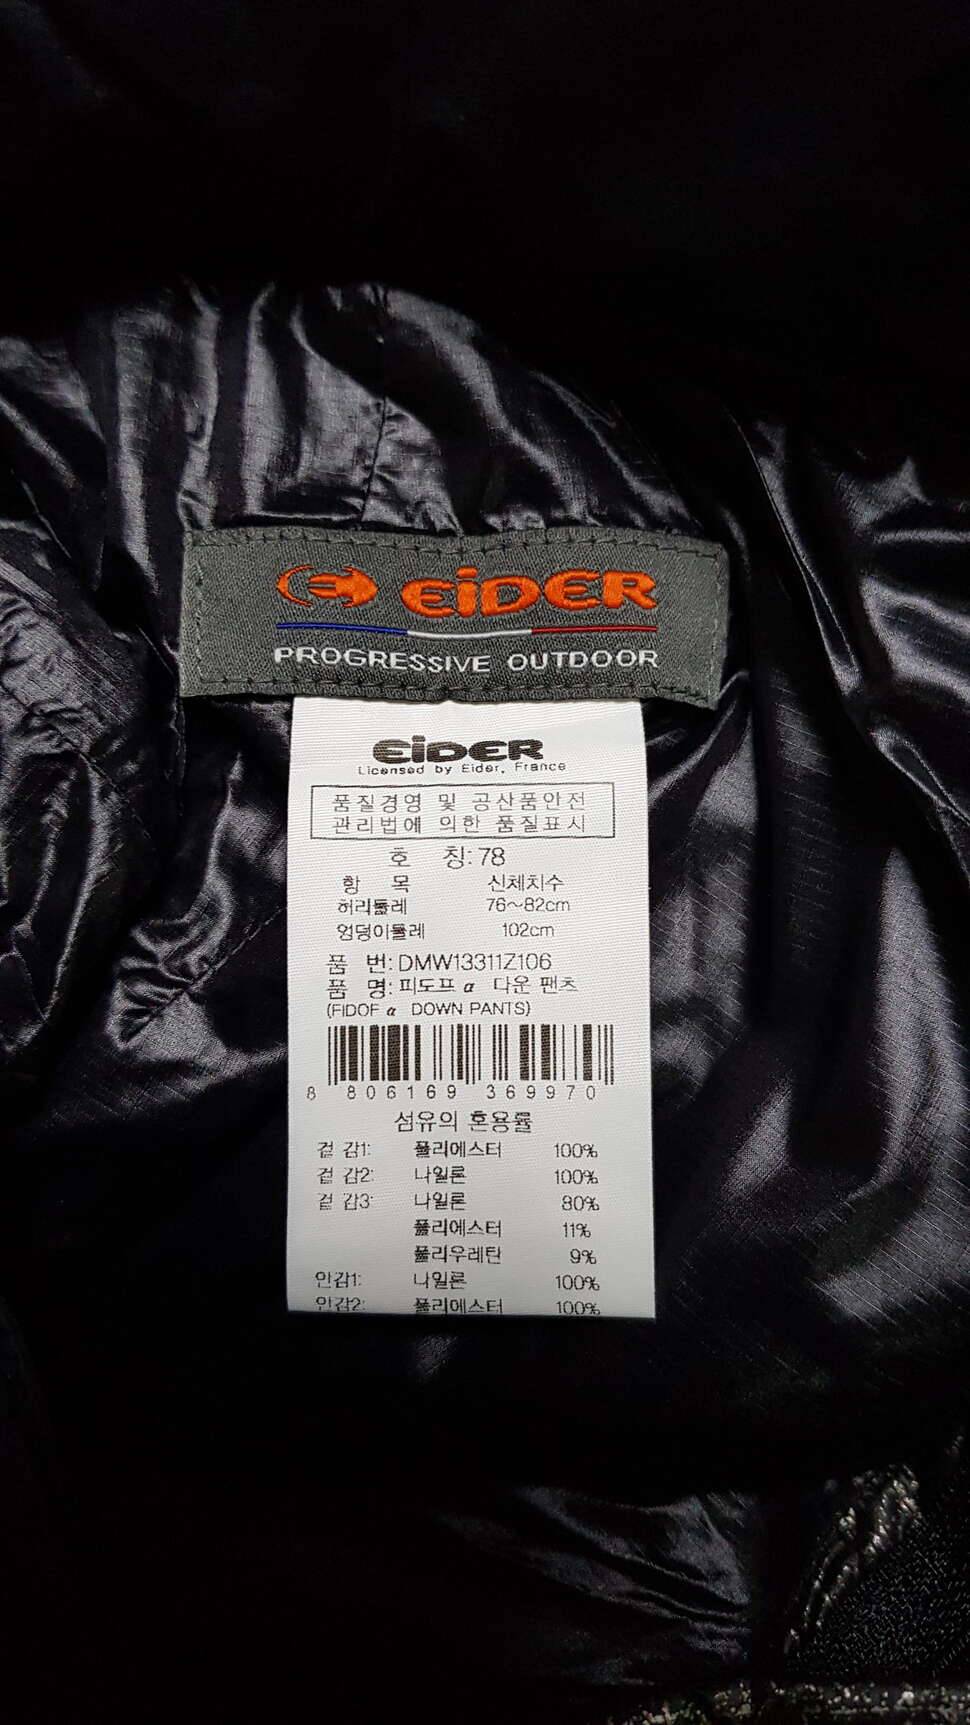 EiDER
PROGRESSIVE OUTDOOR
EiDER
Licensed by Eider, France
품질경영 및 공산품안전
관리법에 의한 품질표시
호 칭: 78
항 목 신체치수
허리둘레 76~82cm
엉덩이둘레 102cm
품 번: DMW13311Z106
품 명: 피도프 α 다운 팬츠
(FIDOF α DOWN PANTS)
8 806169 369970
섬유의 혼용률
겉 감1: 폴리에스터 100%
겉 감2: 나일론 100%
겉 감3: 나일론 80%
폴리에스터 11%
폴리우레탄 9%
안감1: 나일론 100%
안감2: 폴리에스터 100%